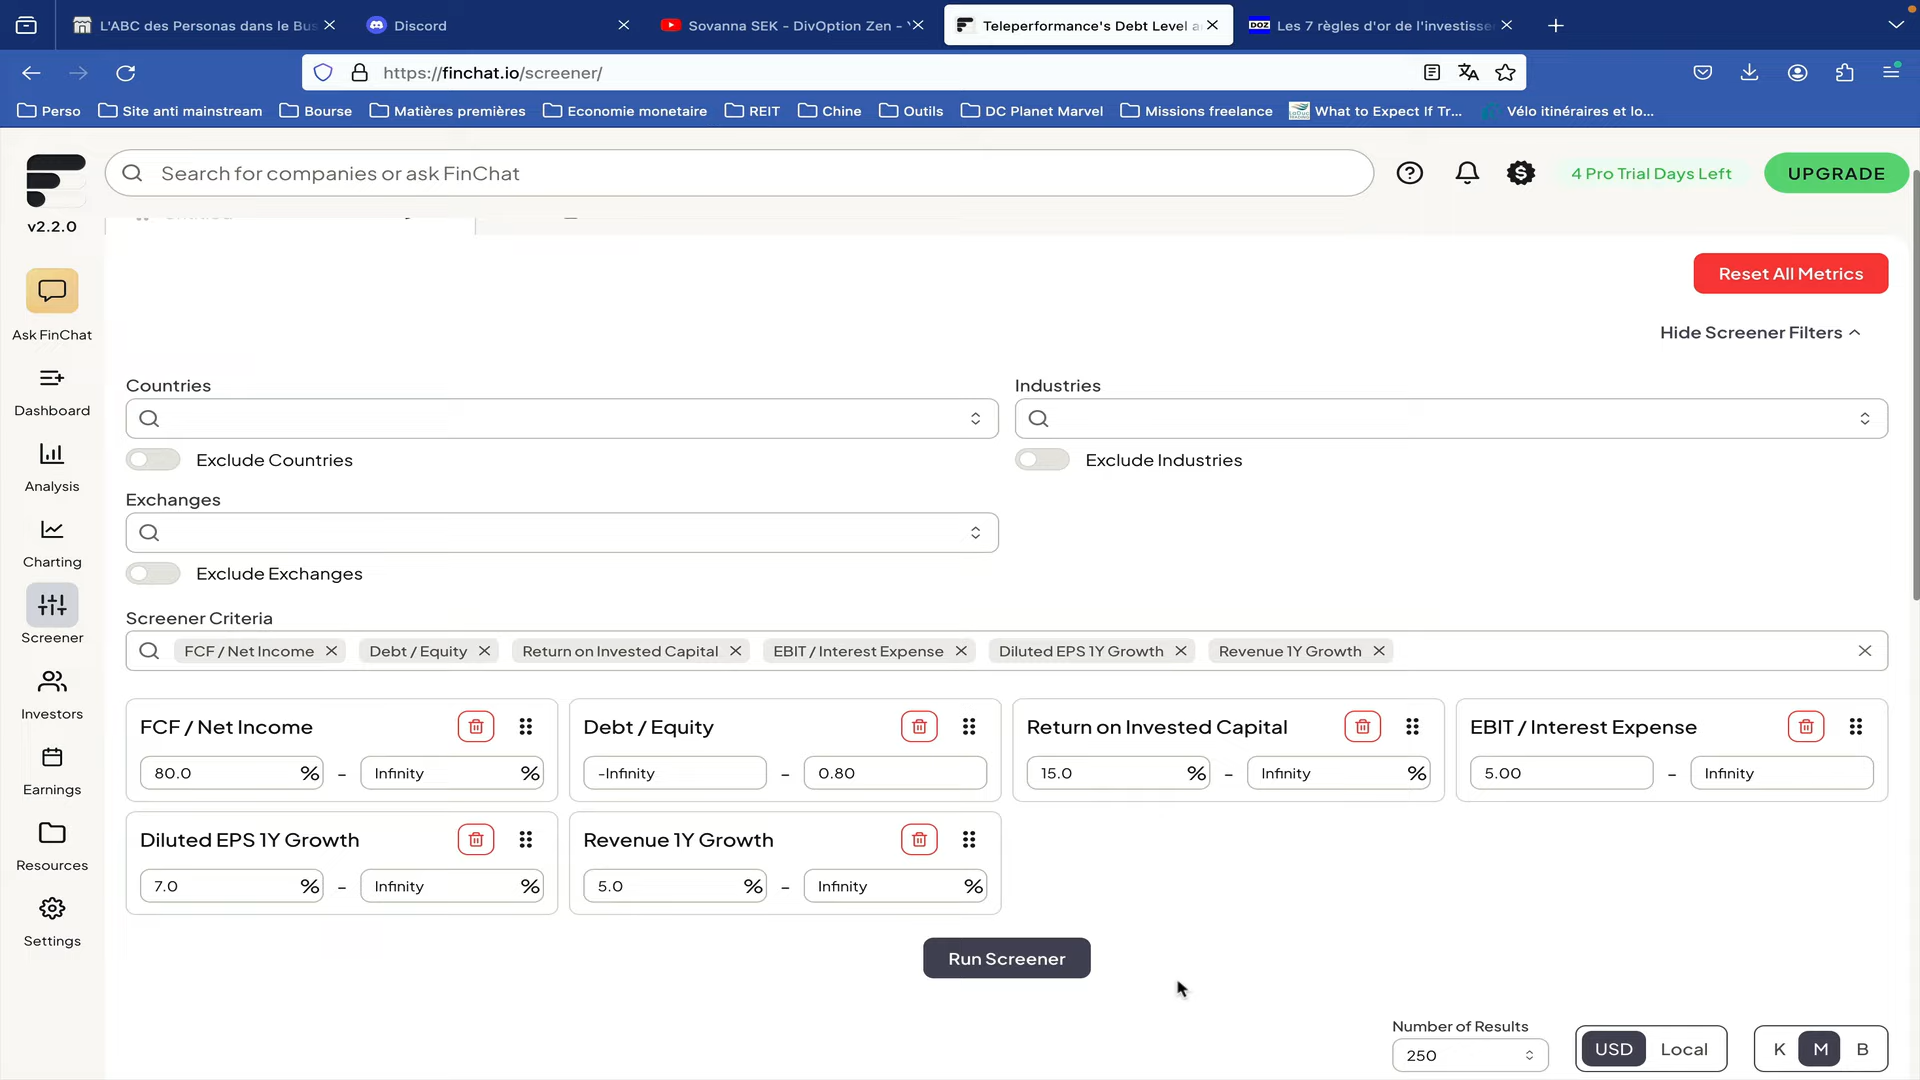 L'ABC des Personas dans le Bus
Discord
Sovanna SEK - DivOption Zen -
Teleperformance's Debt Level a
DOZ Les 7 règles d'or de l'investisse
https://finchat.io/screener/
Perso
Site anti mainstream
Bourse
Matières premières
Economie monetaire
REIT
Chine
Outils
DC Planet Marvel
Missions freelance
What to Expect If Tr...
Vélo itinéraires et lo...
v2.2.0
Search for companies or ask FinChat
4 Pro Trial Days Left
UPGRADE
Ask FinChat
Dashboard
Analysis
Charting
Screener
Investors
Earnings
Resources
Settings
Reset All Metrics
Hide Screener Filters
Countries
Industries
Exclude Countries
Exclude Industries
Exchanges
Exclude Exchanges
Screener Criteria
FCF / Net Income
Debt / Equity
Return on Invested Capital
EBIT / Interest Expense
Diluted EPS 1Y Growth
Revenue 1Y Growth
FCF / Net Income
80.0 % – Infinity %
Debt / Equity
-Infinity – 0.80
Return on Invested Capital
15.0 % – Infinity %
EBIT / Interest Expense
5.00 – Infinity
Diluted EPS 1Y Growth
7.0 % – Infinity %
Revenue 1Y Growth
5.0 % – Infinity %
Run Screener
Number of Results
250
USD Local
K M B